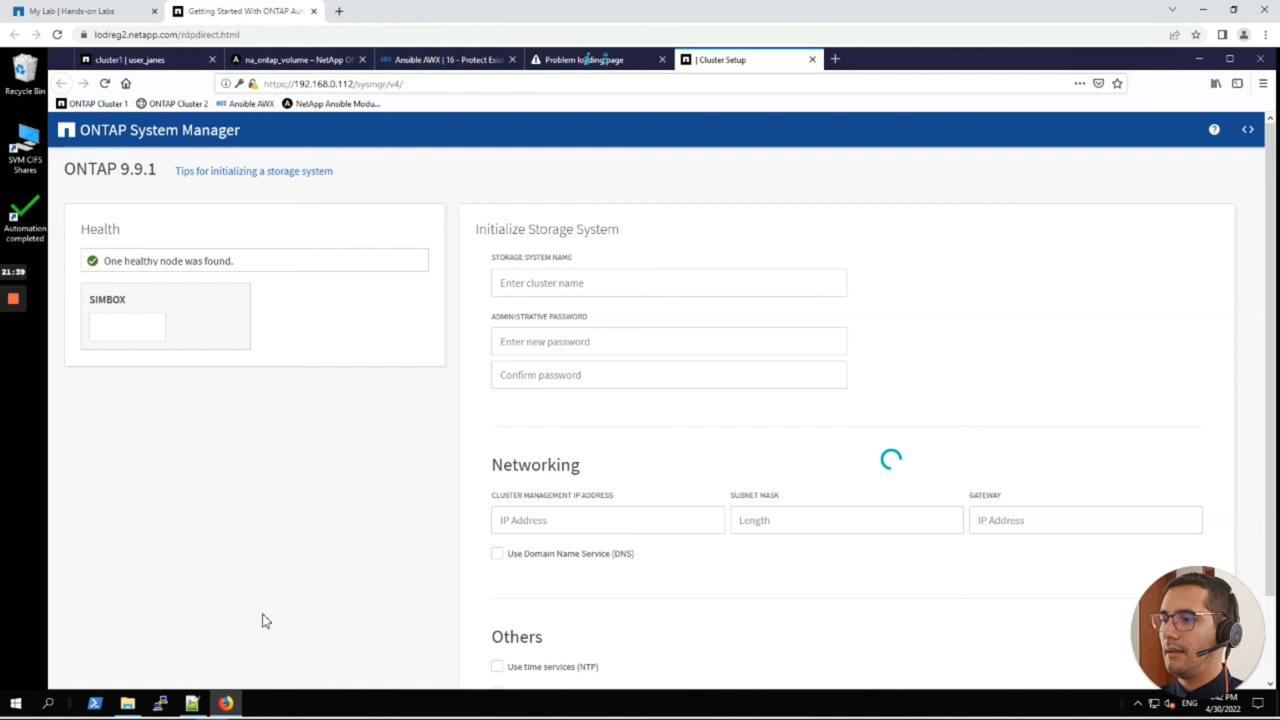 My Lab | Hands-on Labs
Getting Started With ONTAP Au
lodreg2.netapp.com/rdpdirect.html
cluster1 | user_janes
na_ontap_volume – NetApp O
Ansible AWX | 16 - Protect Exis
Problem loading page
| Cluster Setup
https://192.168.0.112/sysmgr/v4/
ONTAP Cluster 1
ONTAP Cluster 2
Ansible AWX
NetApp Ansible Modu...
Recycle Bin
SVM CIFS
Shares
Automation
completed
21:39
ONTAP System Manager
ONTAP 9.9.1
Tips for initializing a storage system
Health
One healthy node was found.
SIMBOX
Initialize Storage System
STORAGE SYSTEM NAME
Enter cluster name
ADMINISTRATIVE PASSWORD
Enter new password
Confirm password
Networking
CLUSTER MANAGEMENT IP ADDRESS
SUBNET MASK
GATEWAY
IP Address
Length
IP Address
Use Domain Name Service (DNS)
Others
Use time services (NTP)
ENG
PM
4/30/2022